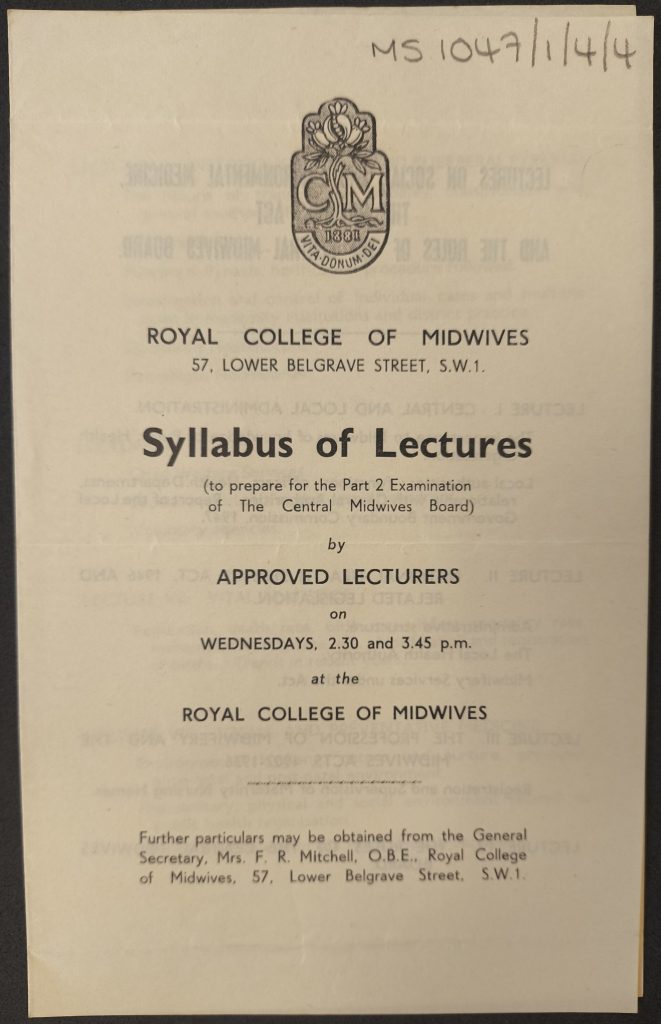 MS 1047/1/4/4
CM
1881
VITA·DONUM·DEI
ROYAL COLLEGE OF MIDWIVES
57, LOWER BELGRAVE STREET, S.W.1.
Syllabus of Lectures
(to prepare for the Part 2 Examination
of The Central Midwives Board)
by
APPROVED LECTURERS
on
WEDNESDAYS, 2.30 and 3.45 p.m.
at the
ROYAL COLLEGE OF MIDWIVES
Further particulars may be obtained from the General
Secretary, Mrs. F. R. Mitchell, O.B.E., Royal College
of Midwives, 57, Lower Belgrave Street, S.W.1.